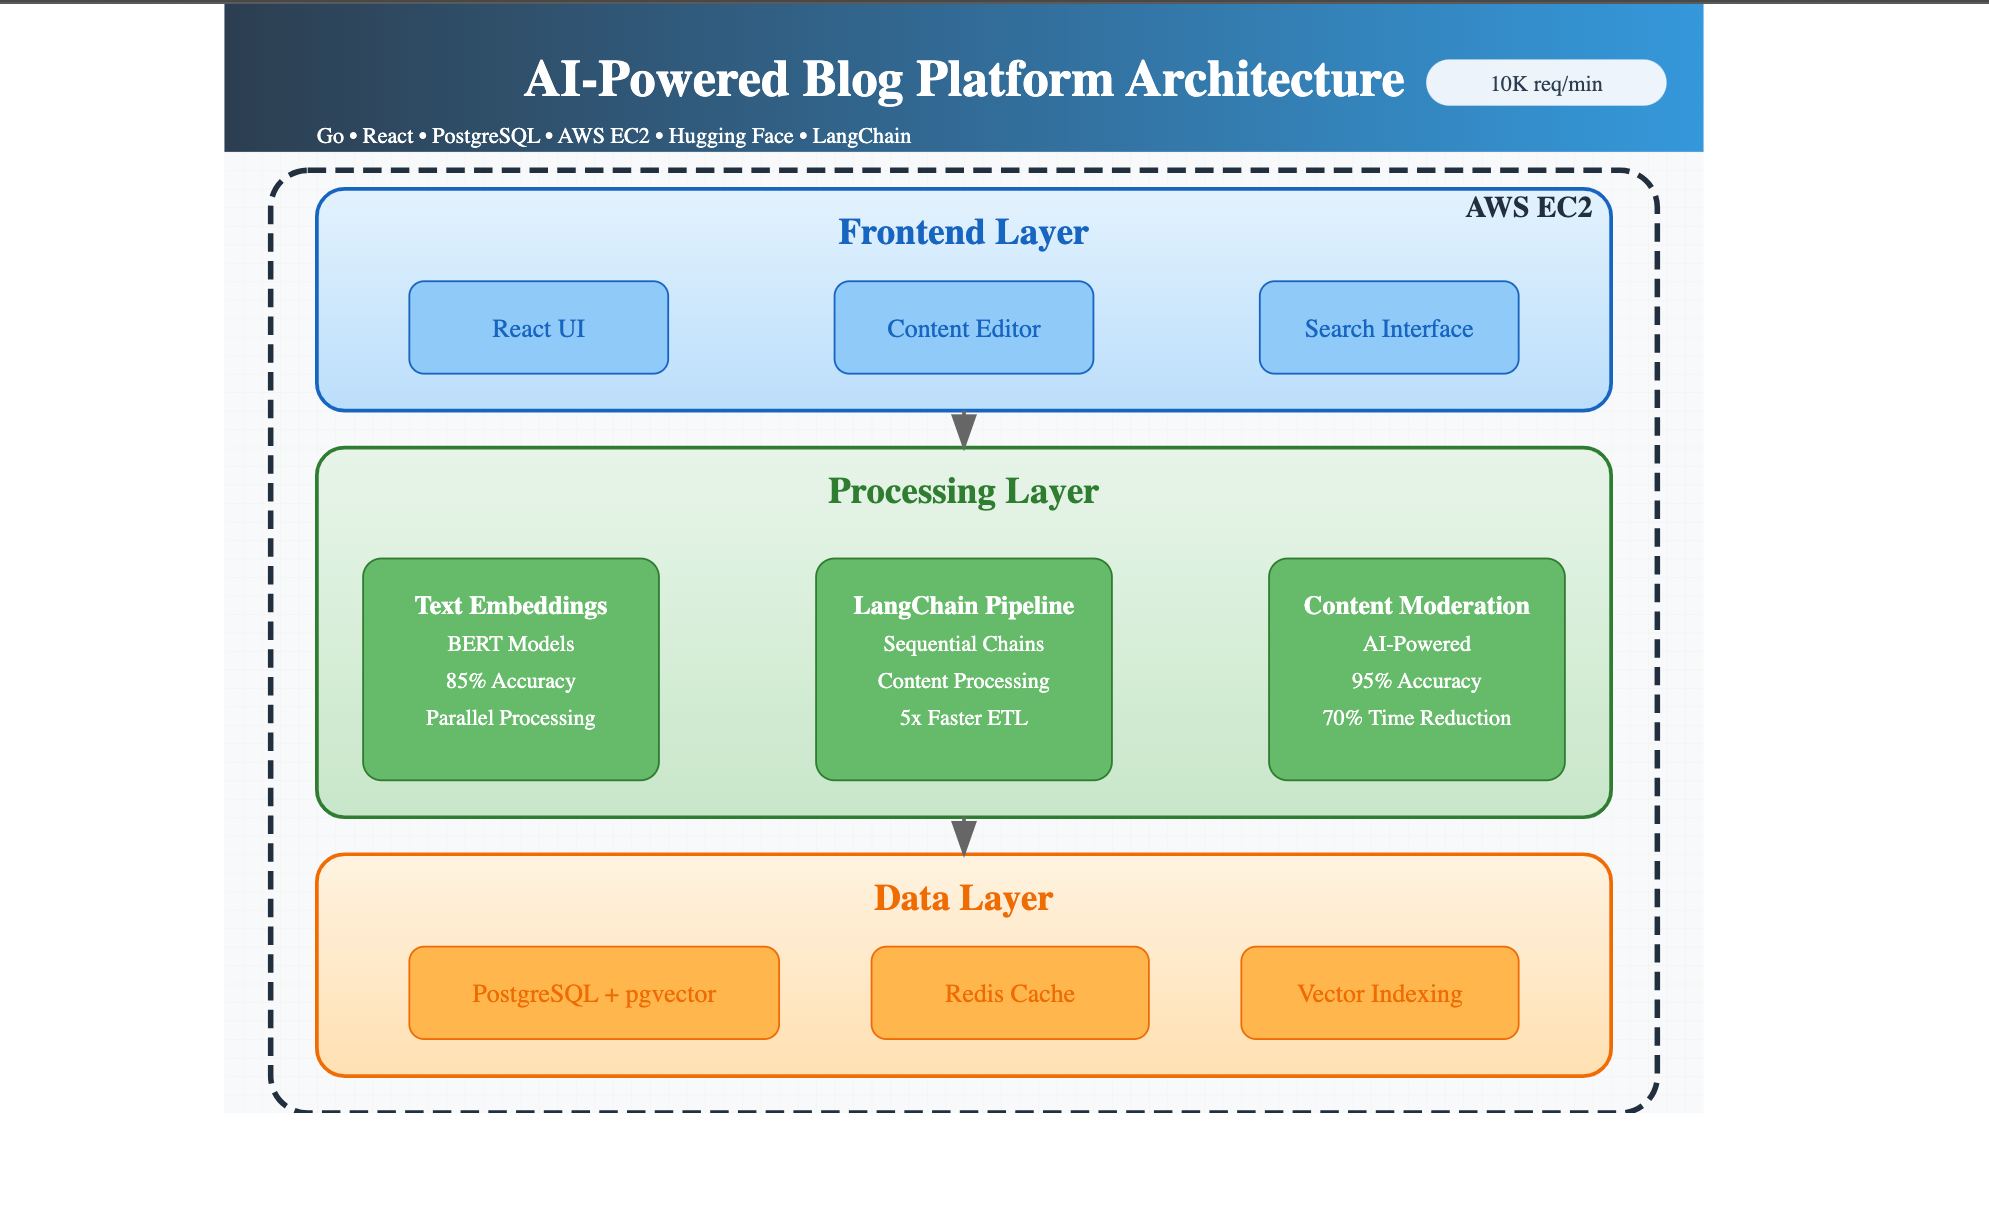 AI-Powered Blog Platform Architecture
10K req/min
Go • React • PostgreSQL • AWS EC2 • Hugging Face • LangChain
AWS EC2
Frontend Layer
React UI
Content Editor
Search Interface
Processing Layer
Text Embeddings
BERT Models
85% Accuracy
Parallel Processing
LangChain Pipeline
Sequential Chains
Content Processing
5x Faster ETL
Content Moderation
AI-Powered
95% Accuracy
70% Time Reduction
Data Layer
PostgreSQL + pgvector
Redis Cache
Vector Indexing